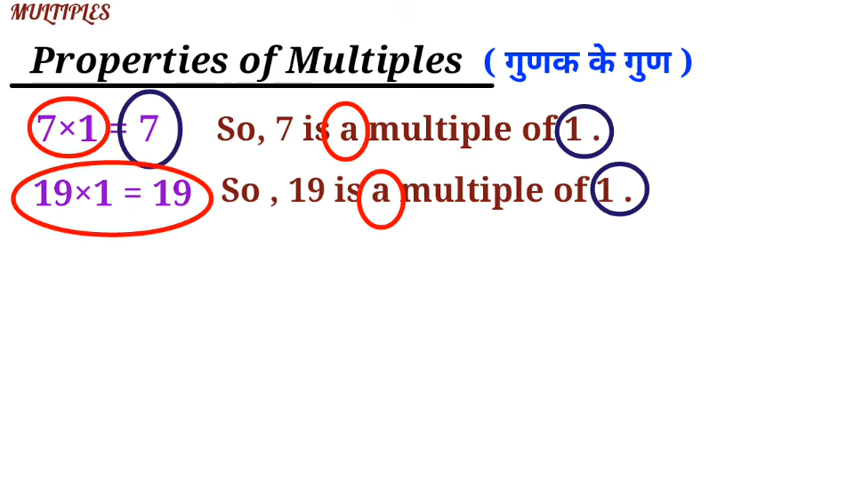 MULTIPLES
Properties of Multiples ( गुणक के गुण )
7×1 = 7 So, 7 is a multiple of 1 .
19×1 = 19 So , 19 is a multiple of 1 .